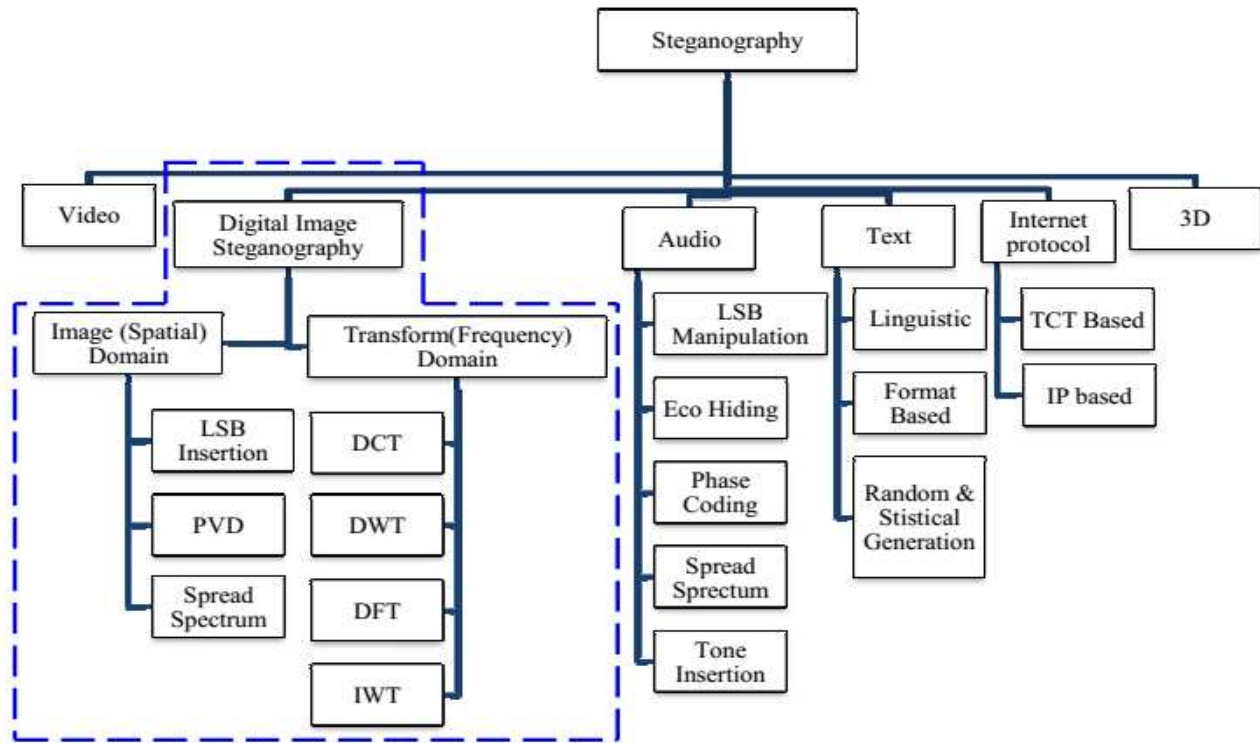 Steganography
Video
Digital Image
Steganography
Audio
Text
Internet
protocol
3D
Image (Spatial)
Domain
Transform(Frequency)
Domain
LSB
Insertion
PVD
Spread
Spectrum
DCT
DWT
DFT
IWT
LSB
Manipulation
Eco Hiding
Phase
Coding
Spread
Sprectum
Tone
Insertion
Linguistic
Format
Based
Random &
Stistical
Generation
TCT Based
IP based